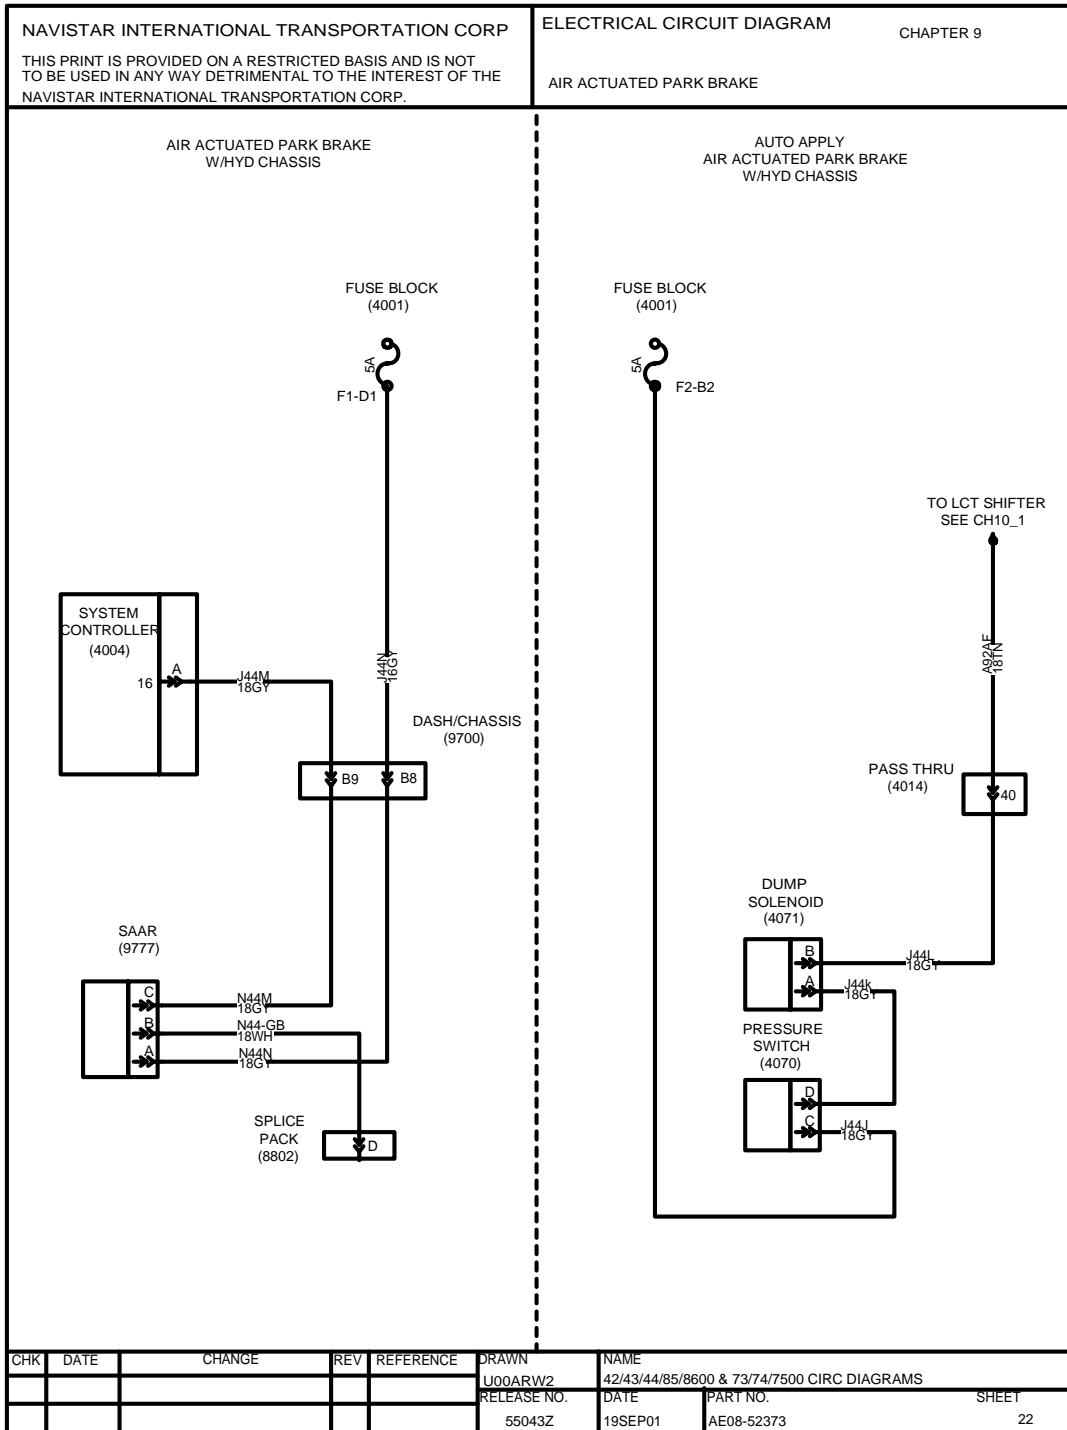 NAVISTAR INTERNATIONAL TRANSPORTATION CORP
THIS PRINT IS PROVIDED ON A RESTRICTED BASIS AND IS NOT
TO BE USED IN ANY WAY DETRIMENTAL TO THE INTEREST OF THE
NAVISTAR INTERNATIONAL TRANSPORTATION CORP.
ELECTRICAL CIRCUIT DIAGRAM
CHAPTER 9
AIR ACTUATED PARK BRAKE
AIR ACTUATED PARK BRAKE
W/HYD CHASSIS
FUSE BLOCK
(4001)
5A
F1-D1
SYSTEM
CONTROLLER
(4004)
16
A
J44M
18GY
J44N
16GY
DASH/CHASSIS
(9700)
B9
B8
SAAR
(9777)
C
B
A
N44M
18GY
N44-GB
18WH
N44N
18GY
SPLICE
PACK
(8802)
D
AUTO APPLY
AIR ACTUATED PARK BRAKE
W/HYD CHASSIS
FUSE BLOCK
(4001)
5A
F2-B2
TO LCT SHIFTER
SEE CH10_1
A92AF
18TN
PASS THRU
(4014)
40
DUMP
SOLENOID
(4071)
B
A
J44L
18GY
J44k
18GY
PRESSURE
SWITCH
(4070)
D
C
J44J
18GY
CHK
DATE
CHANGE
REV
REFERENCE
DRAWN
U00ARW2
NAME
42/43/44/85/8600 & 73/74/7500 CIRC DIAGRAMS
RELEASE NO.
55043Z
DATE
19SEP01
PART NO.
AE08-52373
SHEET
22